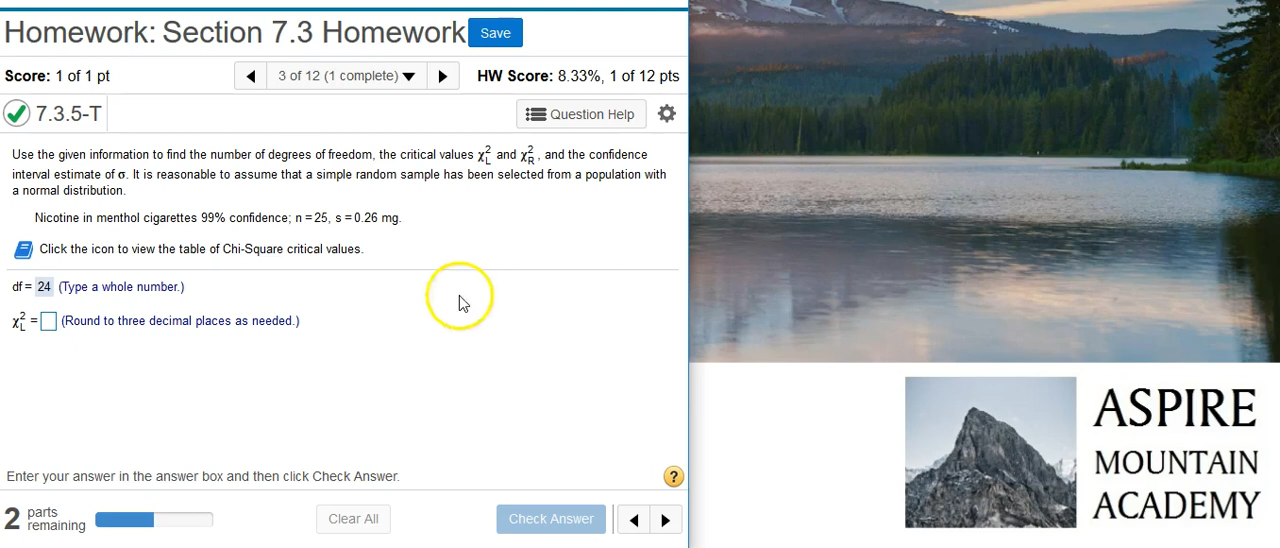 Homework: Section 7.3 Homework Save
Score: 1 of 1 pt 3 of 12 (1 complete) HW Score: 8.33%, 1 of 12 pts
7.3.5-T Question Help
Use the given information to find the number of degrees of freedom, the critical values χ²L and χ²R, and the confidence
interval estimate of σ. It is reasonable to assume that a simple random sample has been selected from a population with
a normal distribution.
Nicotine in menthol cigarettes 99% confidence; n = 25, s = 0.26 mg.
Click the icon to view the table of Chi-Square critical values.
df = 24 (Type a whole number.)
χ²L = (Round to three decimal places as needed.)
Enter your answer in the answer box and then click Check Answer. ?
2 parts remaining Clear All Check Answer
ASPIRE
MOUNTAIN
ACADEMY